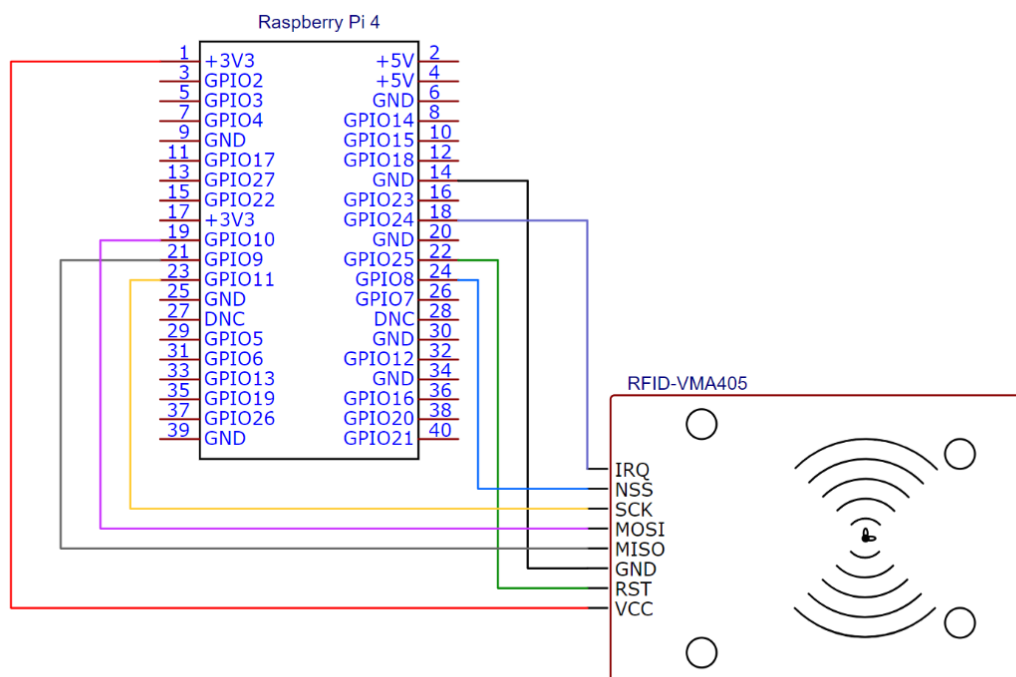 Raspberry Pi 4
1 +3V3 +5V 2
3 GPIO2 +5V 4
5 GPIO3 GND 6
7 GPIO4 GPIO14 8
9 GND GPIO15 10
11 GPIO17 GPIO18 12
13 GPIO27 GND 14
15 GPIO22 GPIO23 16
17 +3V3 GPIO24 18
19 GPIO10 GND 20
21 GPIO9 GPIO25 22
23 GPIO11 GPIO8 24
25 GND GPIO7 26
27 DNC DNC 28
29 GPIO5 GND 30
31 GPIO6 GPIO12 32
33 GPIO13 GND 34
35 GPIO19 GPIO16 36
37 GPIO26 GPIO20 38
39 GND GPIO21 40
RFID-VMA405
IRQ
NSS
SCK
MOSI
MISO
GND
RST
VCC